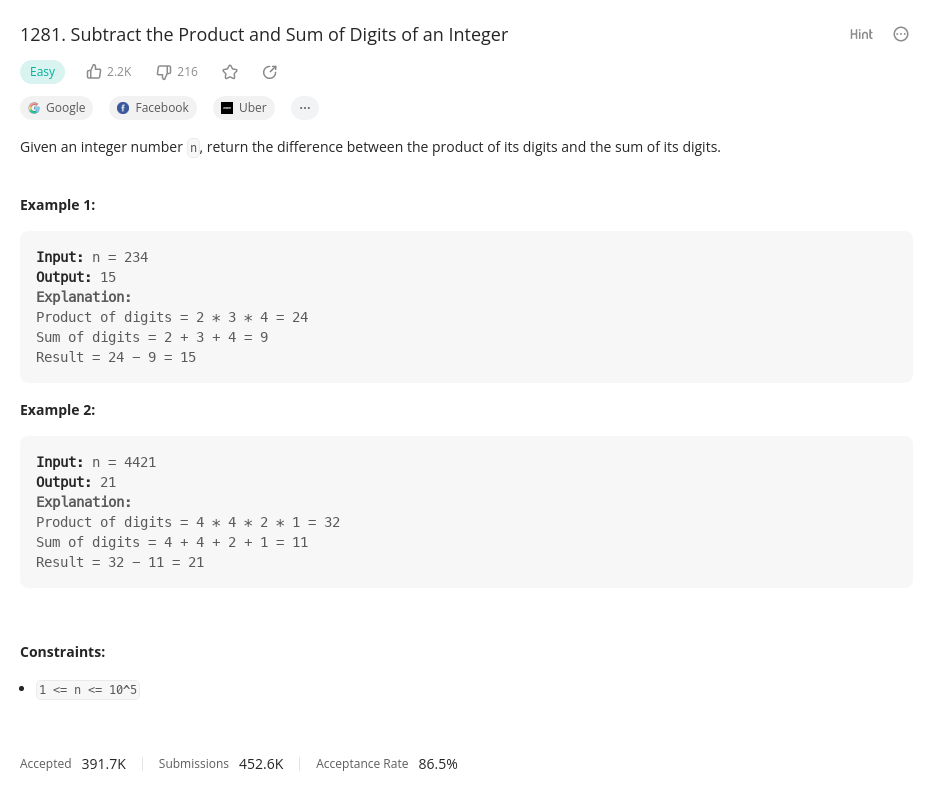 1281. Subtract the Product and Sum of Digits of an Integer
Hint
Easy 2.2K 216
Google Facebook Uber ...
Given an integer number n, return the difference between the product of its digits and the sum of its digits.
Example 1:
Input: n = 234
Output: 15
Explanation:
Product of digits = 2 * 3 * 4 = 24
Sum of digits = 2 + 3 + 4 = 9
Result = 24 − 9 = 15
Example 2:
Input: n = 4421
Output: 21
Explanation:
Product of digits = 4 * 4 * 2 * 1 = 32
Sum of digits = 4 + 4 + 2 + 1 = 11
Result = 32 − 11 = 21
Constraints:
• 1 <= n <= 10^5
Accepted 391.7K Submissions 452.6K Acceptance Rate 86.5%